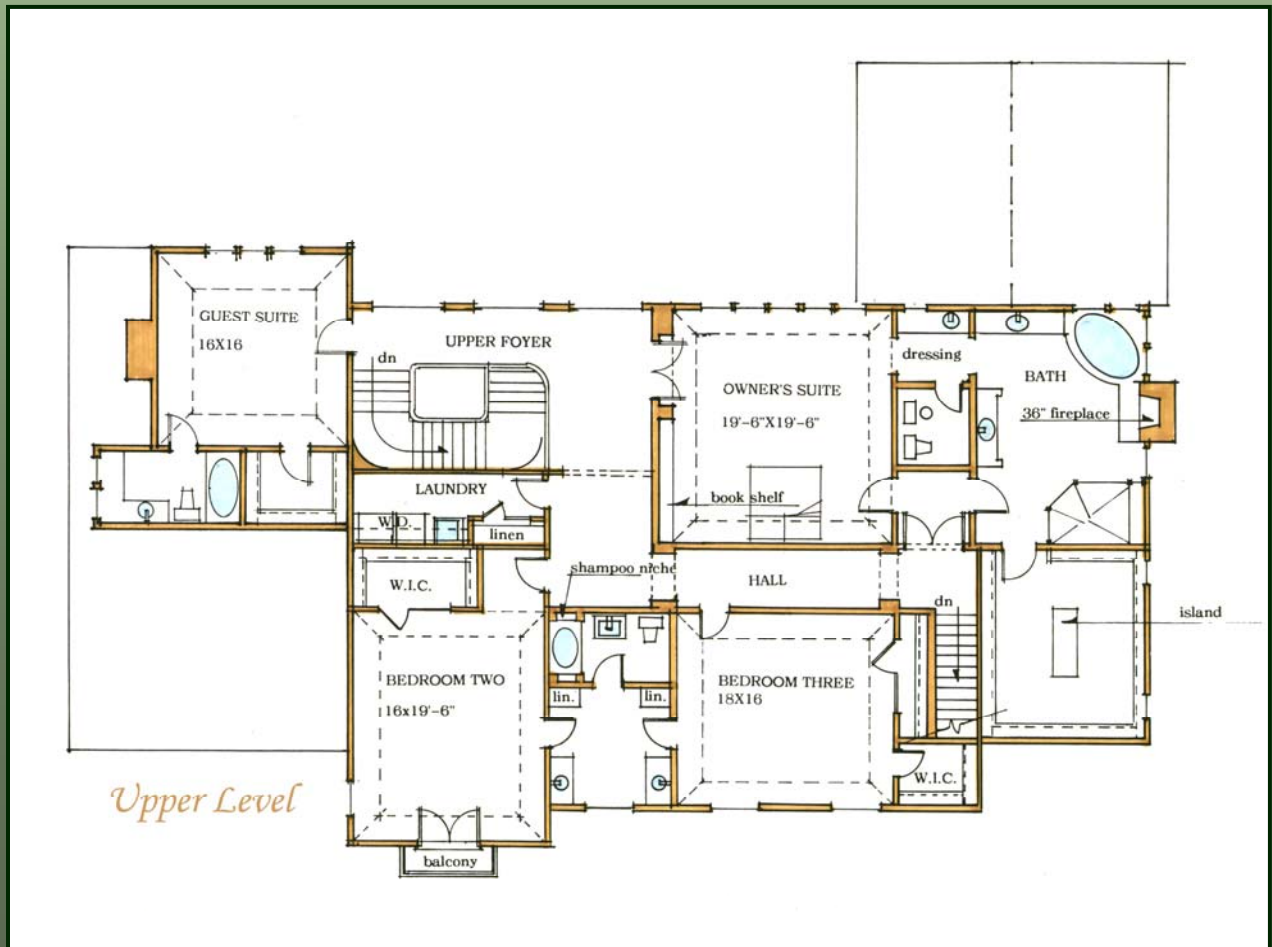 GUEST SUITE
16X16
UPPER FOYER
dn
dressing
OWNER'S SUITE
19'-6"X19'-6"
BATH
36" fireplace
LAUNDRY
W.D.
linen
book shelf
shampoo niche
HALL
W.I.C.
dn
island
BEDROOM TWO
16x19'-6"
lin.
lin.
BEDROOM THREE
18X16
W.I.C.
Upper Level
balcony